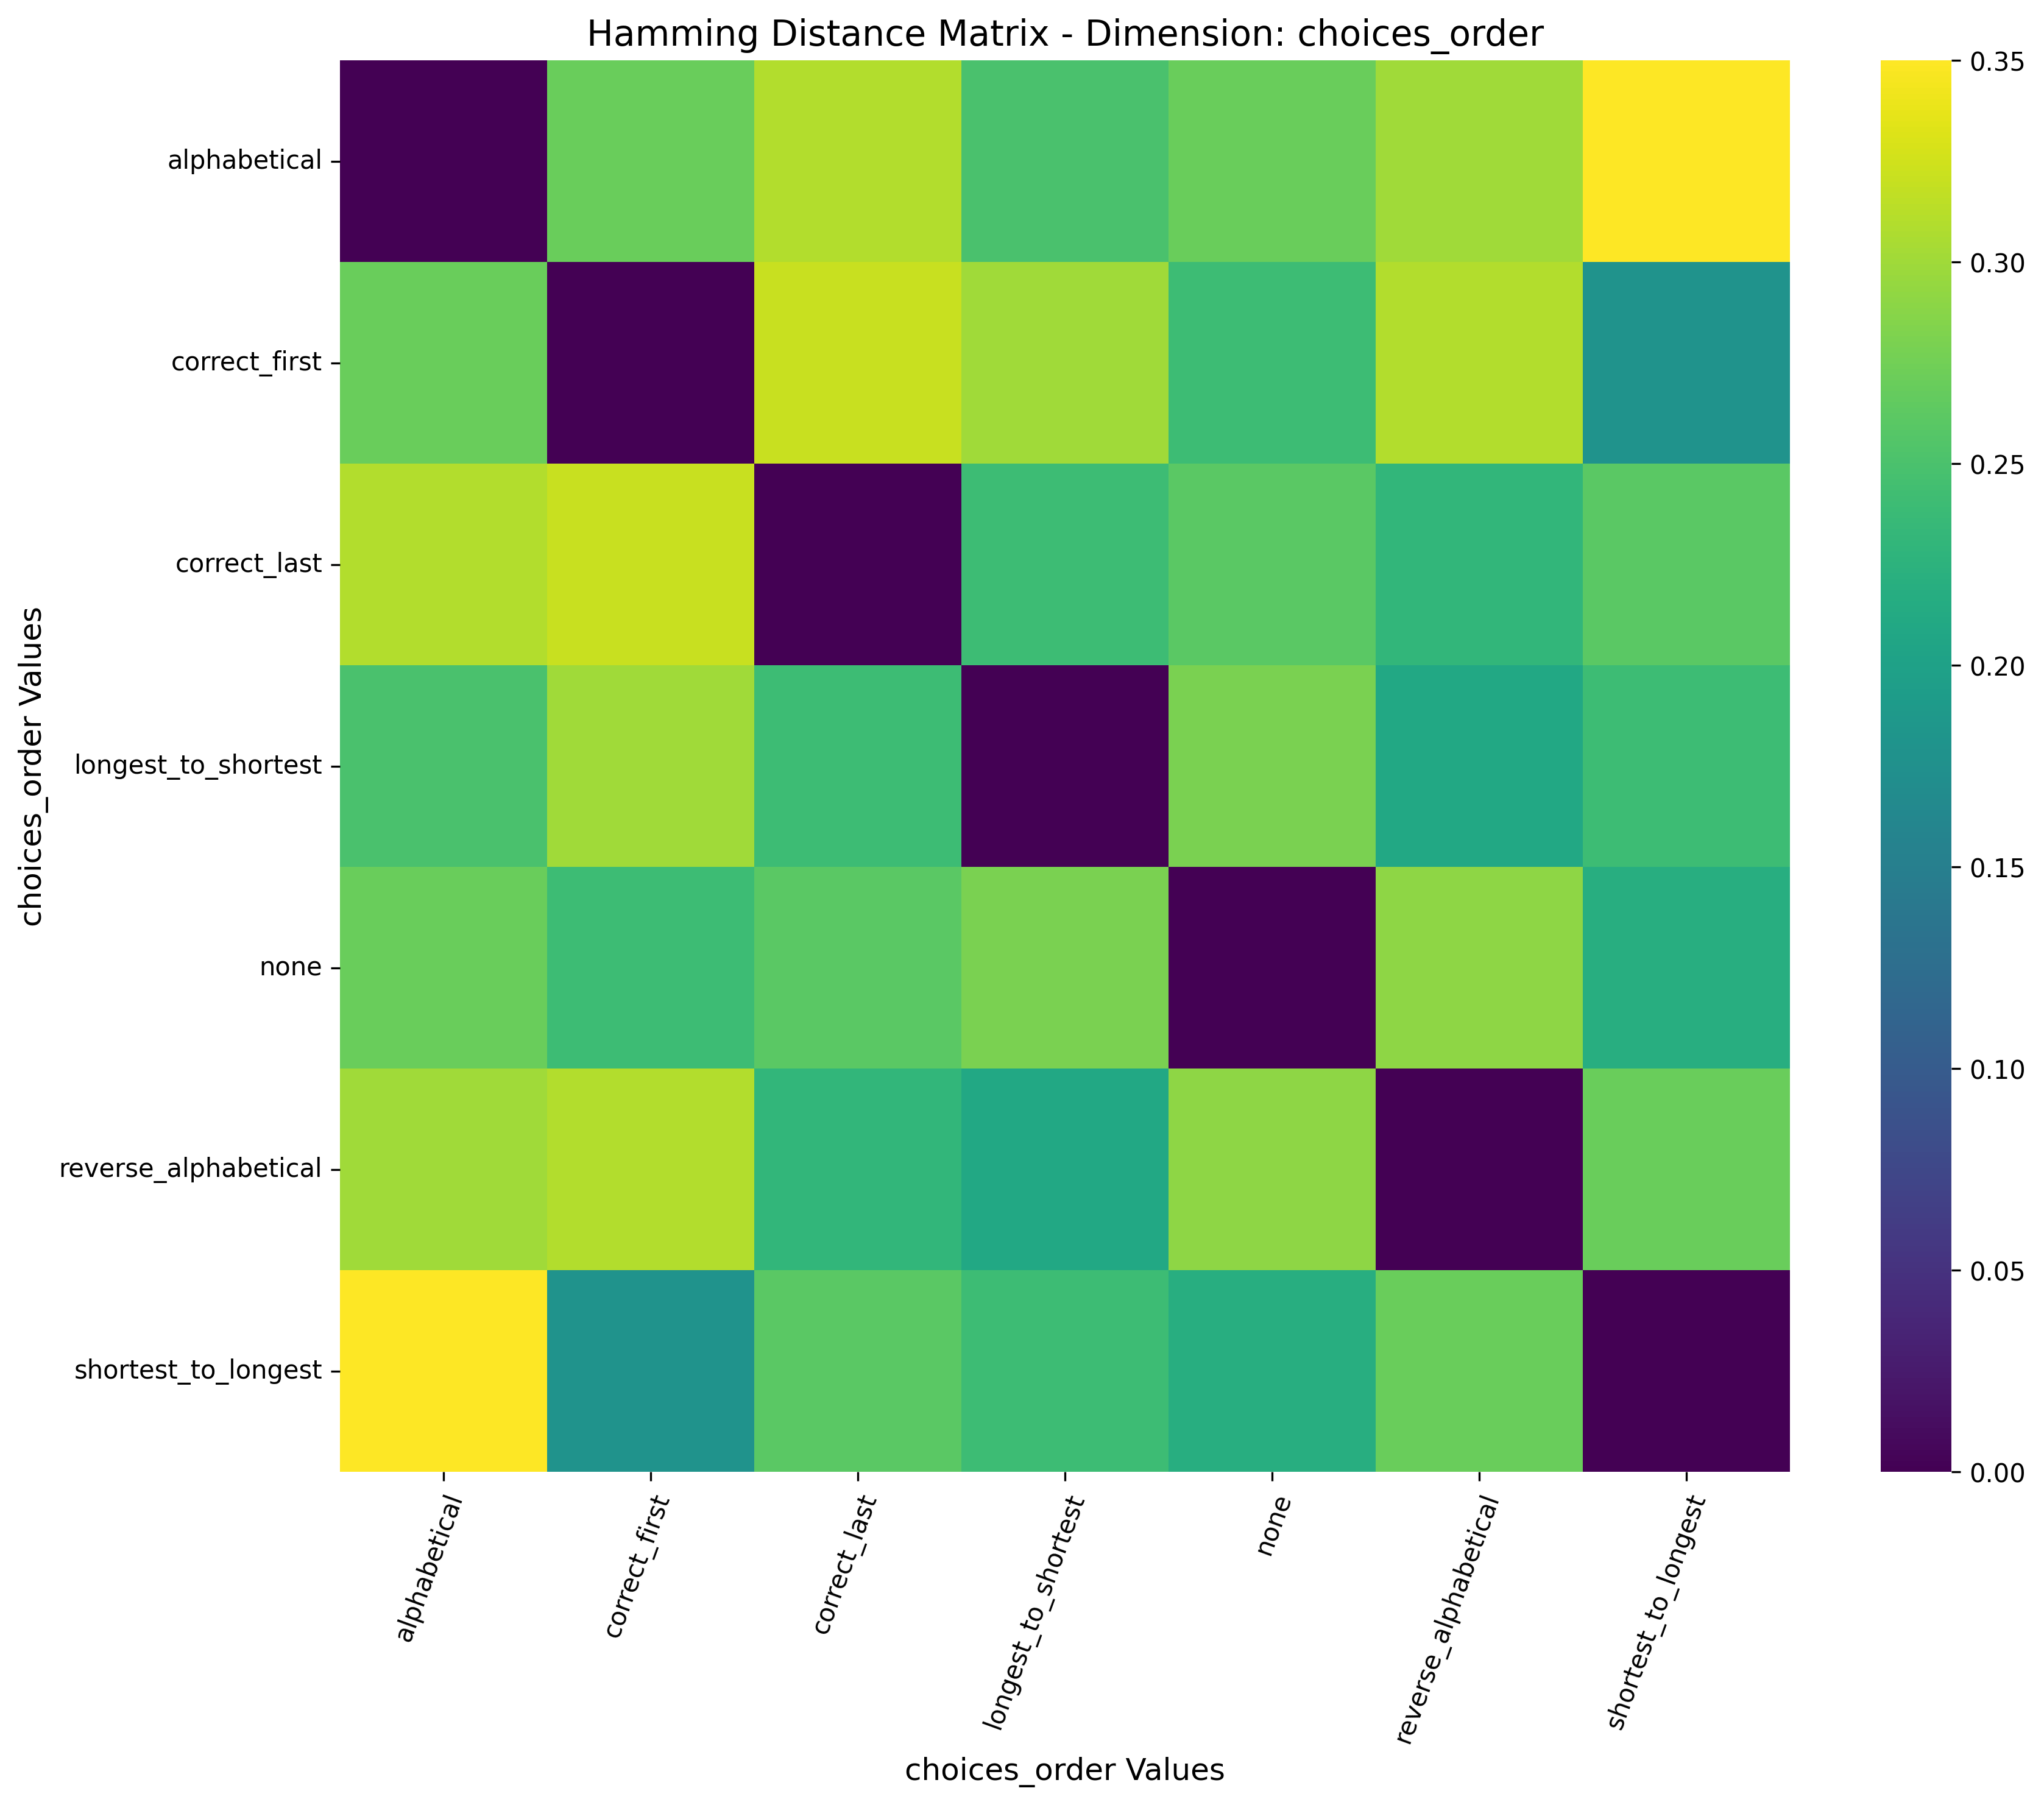 Hamming Distance Matrix - Dimension: choices_order
choices_order Values
alphabetical
correct_first
correct_last
longest_to_shortest
none
reverse_alphabetical
shortest_to_longest
alphabetical
correct_first
correct_last
longest_to_shortest
none
reverse_alphabetical
shortest_to_longest
choices_order Values
0.35
0.30
0.25
0.20
0.15
0.10
0.05
0.00